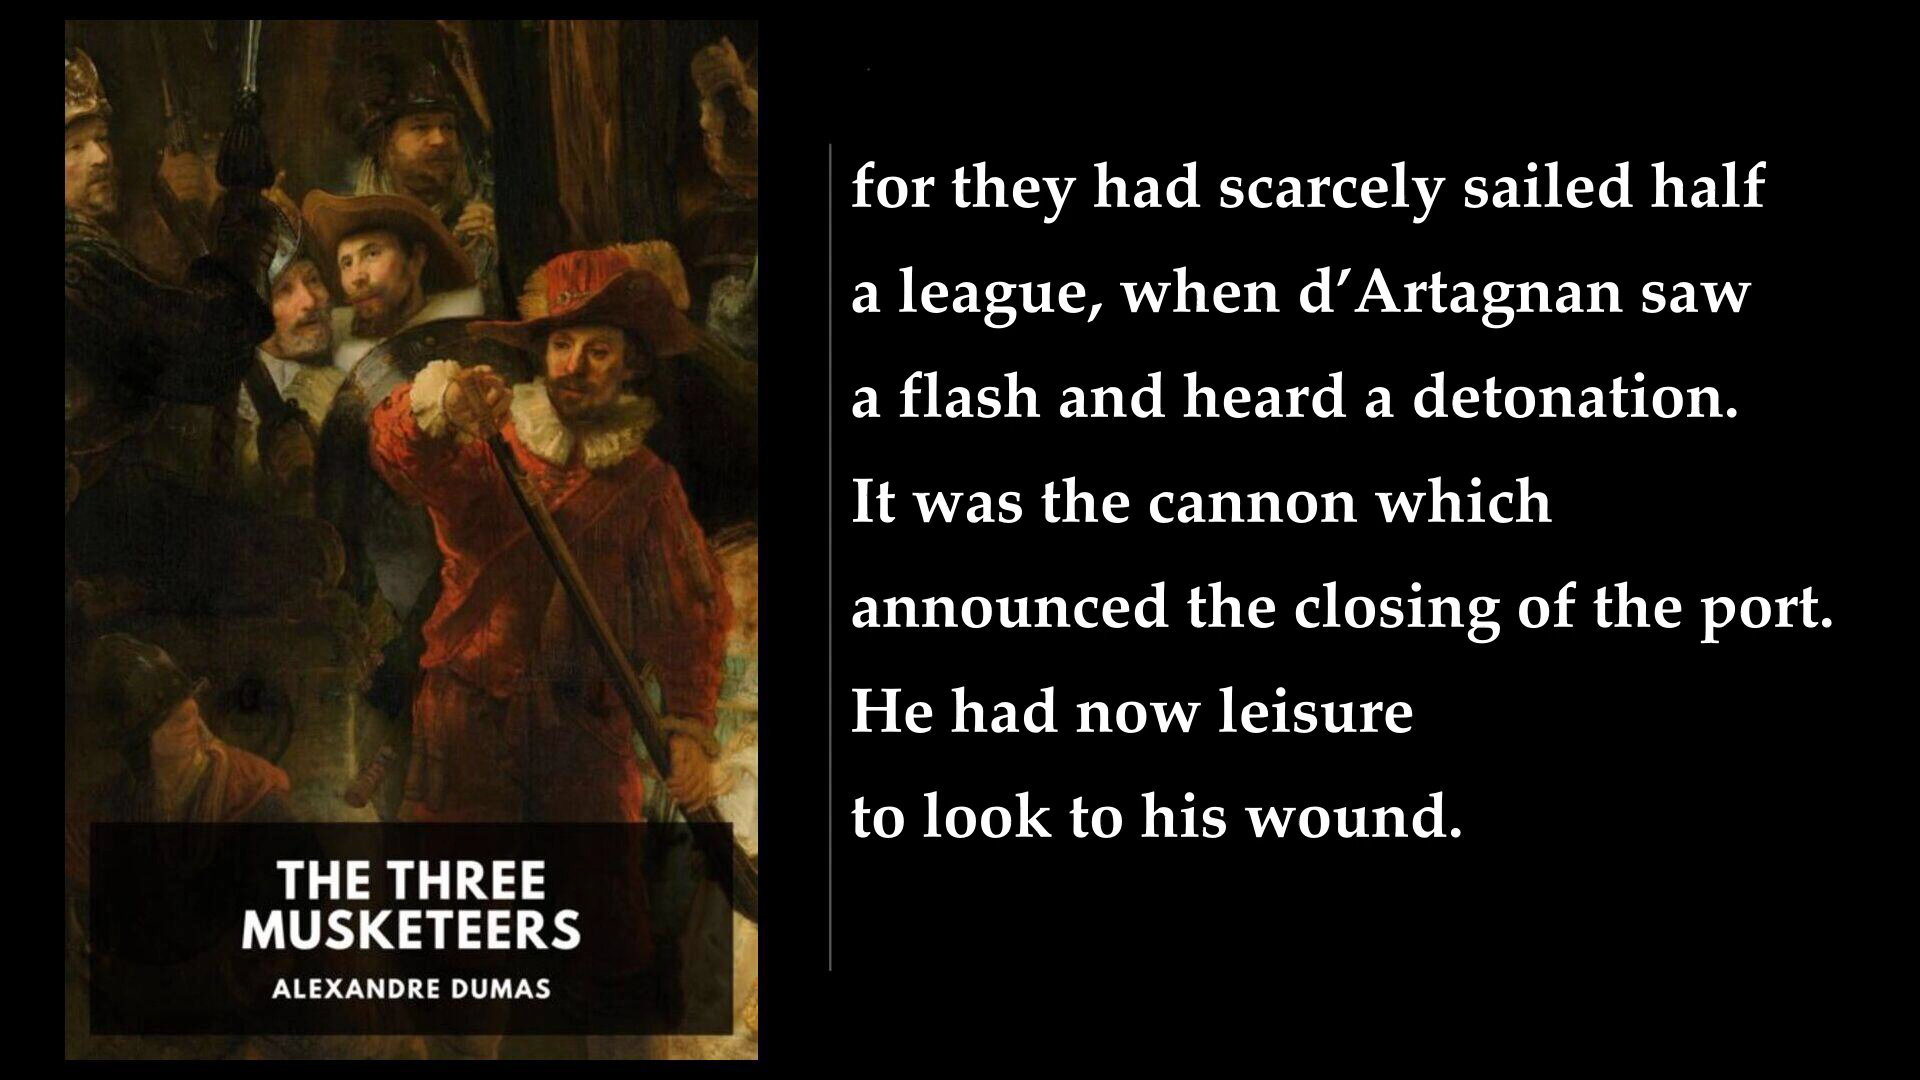 THE THREE
MUSKETEERS
ALEXANDRE DUMAS
for they had scarcely sailed half
a league, when d’Artagnan saw
a flash and heard a detonation.
It was the cannon which
announced the closing of the port.
He had now leisure
to look to his wound.